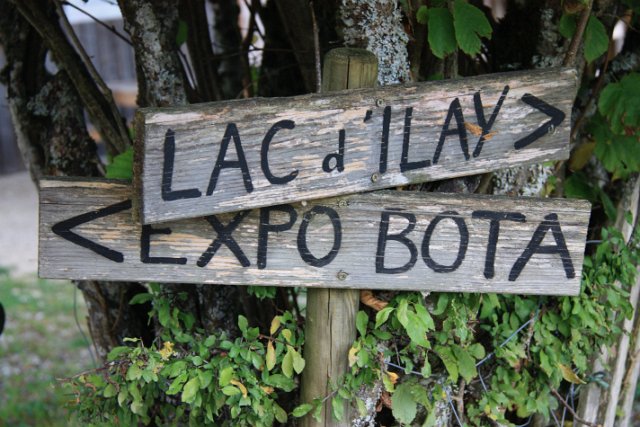 LAC d'ILAY >
< EXPO BOTA